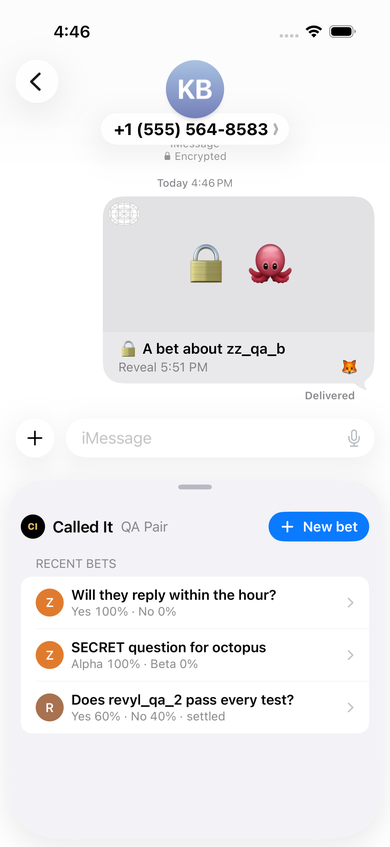 4:46
KB
+1 (555) 564-8583
iMessage
Encrypted
Today 4:46 PM
A bet about zz_qa_b
Reveal 5:51 PM
Delivered
iMessage
CI
Called It QA Pair
New bet
RECENT BETS
Z
Will they reply within the hour?
Yes 100% · No 0%
Z
SECRET question for octopus
Alpha 100% · Beta 0%
R
Does revyl_qa_2 pass every test?
Yes 60% · No 40% · settled